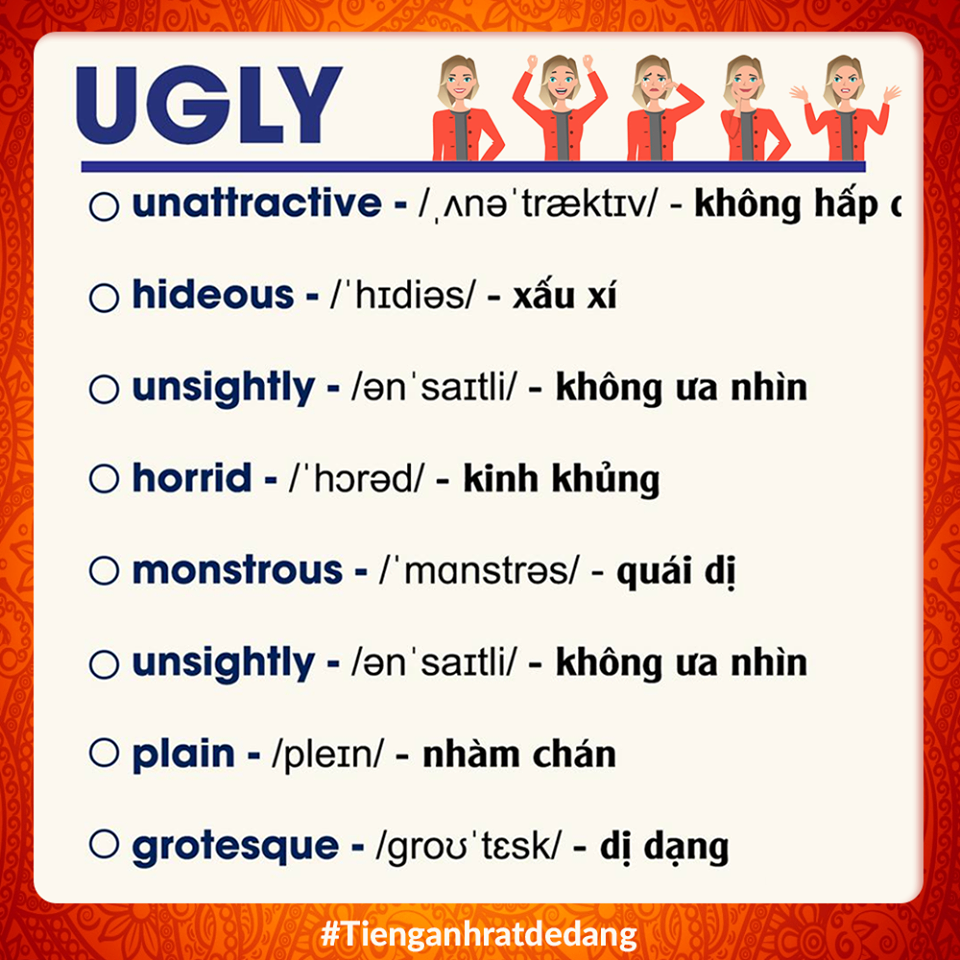 UGLY
unattractive - /ˌʌnəˈtræktɪv/ - không hấp
hideous - /ˈhɪdiəs/ - xấu xí
unsightly - /ənˈsaɪtli/ - không ưa nhìn
horrid - /ˈhɔrəd/ - kinh khủng
monstrous - /ˈmɑnstrəs/ - quái dị
unsightly - /ənˈsaɪtli/ - không ưa nhìn
plain - /pleɪn/ - nhàm chán
grotesque - /groʊˈtɛsk/ - dị dạng
#Tienganhratdedang